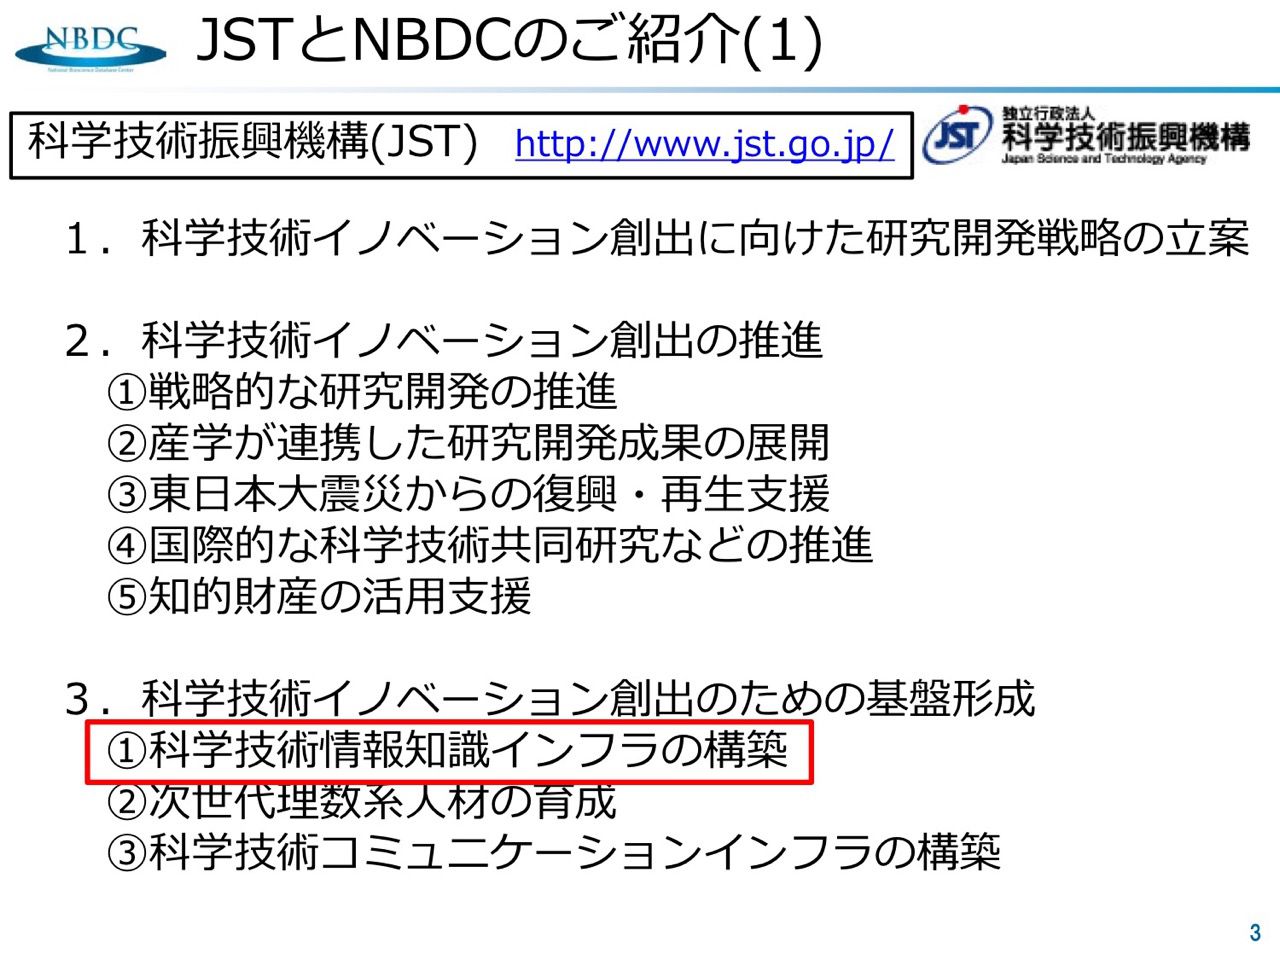 NBDC
National Bioscience Database Center
JSTとNBDCのご紹介(1)
科学技術振興機構(JST) http://www.jst.go.jp/
JST
独立行政法人
科学技術振興機構
Japan Science and Technology Agency
１．科学技術イノベーション創出に向けた研究開発戦略の立案
２．科学技術イノベーション創出の推進
①戦略的な研究開発の推進
②産学が連携した研究開発成果の展開
③東日本大震災からの復興・再生支援
④国際的な科学技術共同研究などの推進
⑤知的財産の活用支援
３．科学技術イノベーション創出のための基盤形成
①科学技術情報知識インフラの構築
②次世代理数系人材の育成
③科学技術コミュニケーションインフラの構築
3